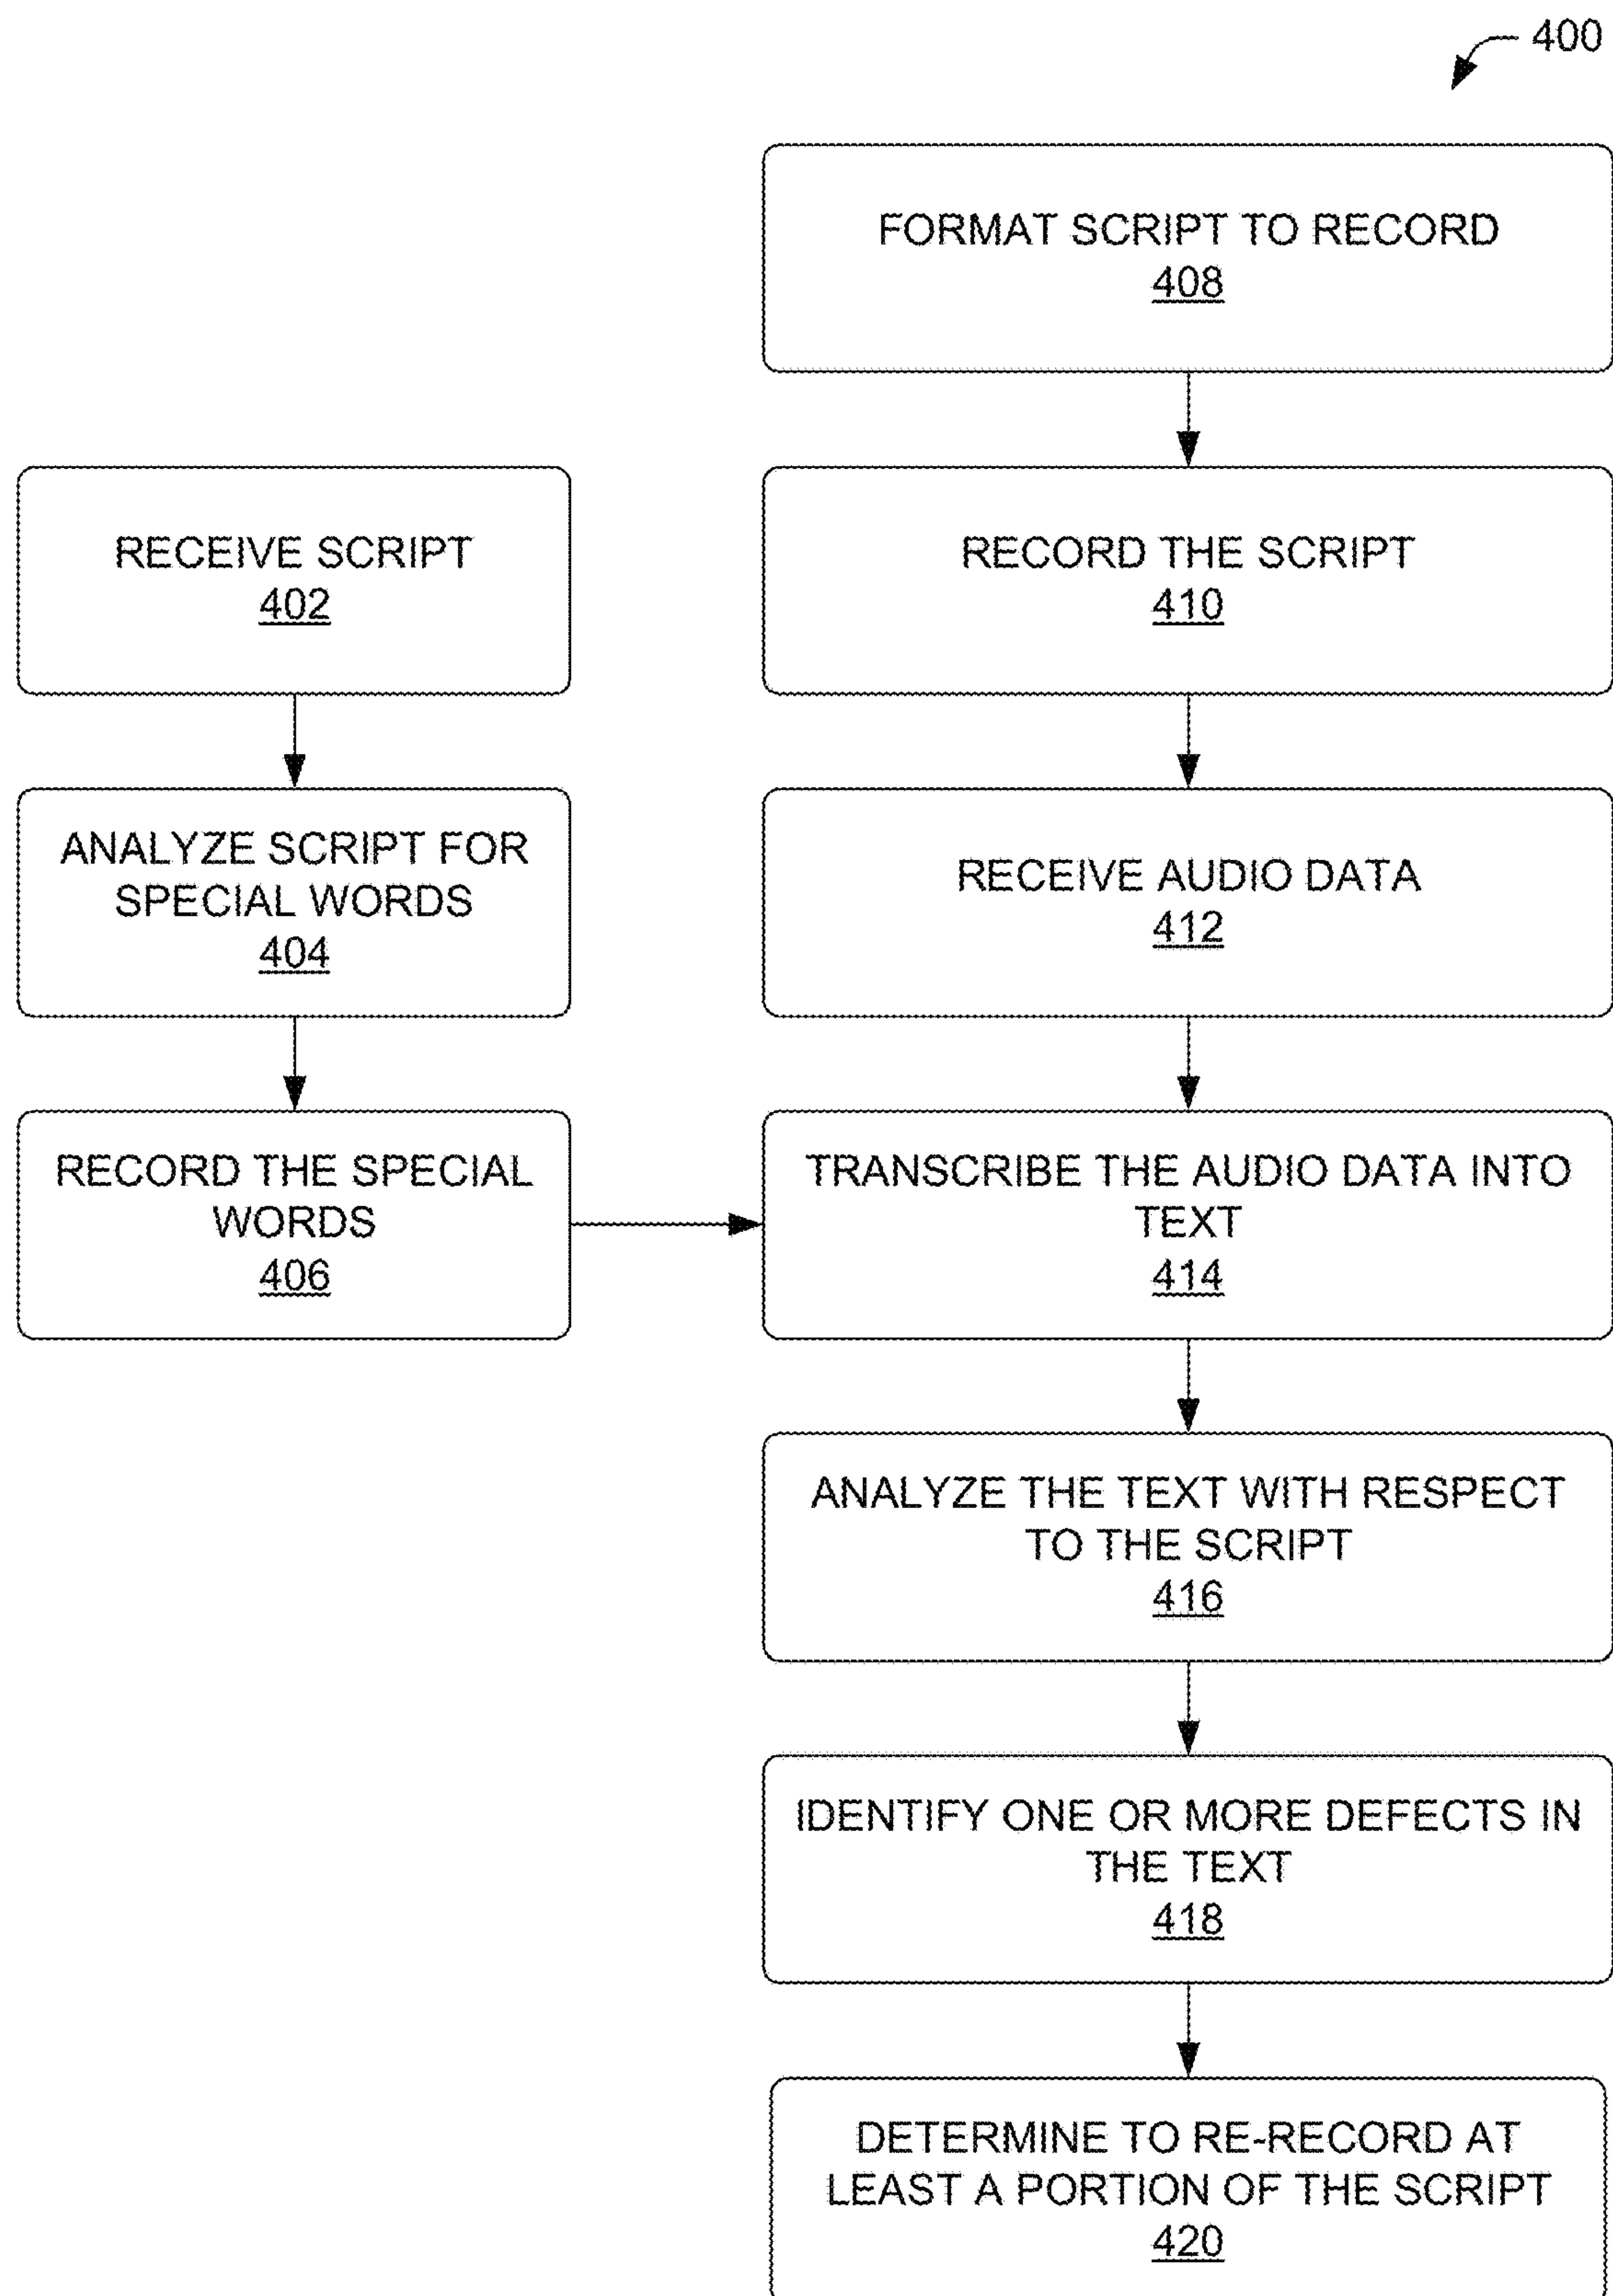 400
FORMAT SCRIPT TO RECORD
408
RECEIVE SCRIPT
402
RECORD THE SCRIPT
410
ANALYZE SCRIPT FOR
SPECIAL WORDS
404
RECEIVE AUDIO DATA
412
RECORD THE SPECIAL
WORDS
406
TRANSCRIBE THE AUDIO DATA INTO
TEXT
414
ANALYZE THE TEXT WITH RESPECT
TO THE SCRIPT
416
IDENTIFY ONE OR MORE DEFECTS IN
THE TEXT
418
DETERMINE TO RE-RECORD AT
LEAST A PORTION OF THE SCRIPT
420